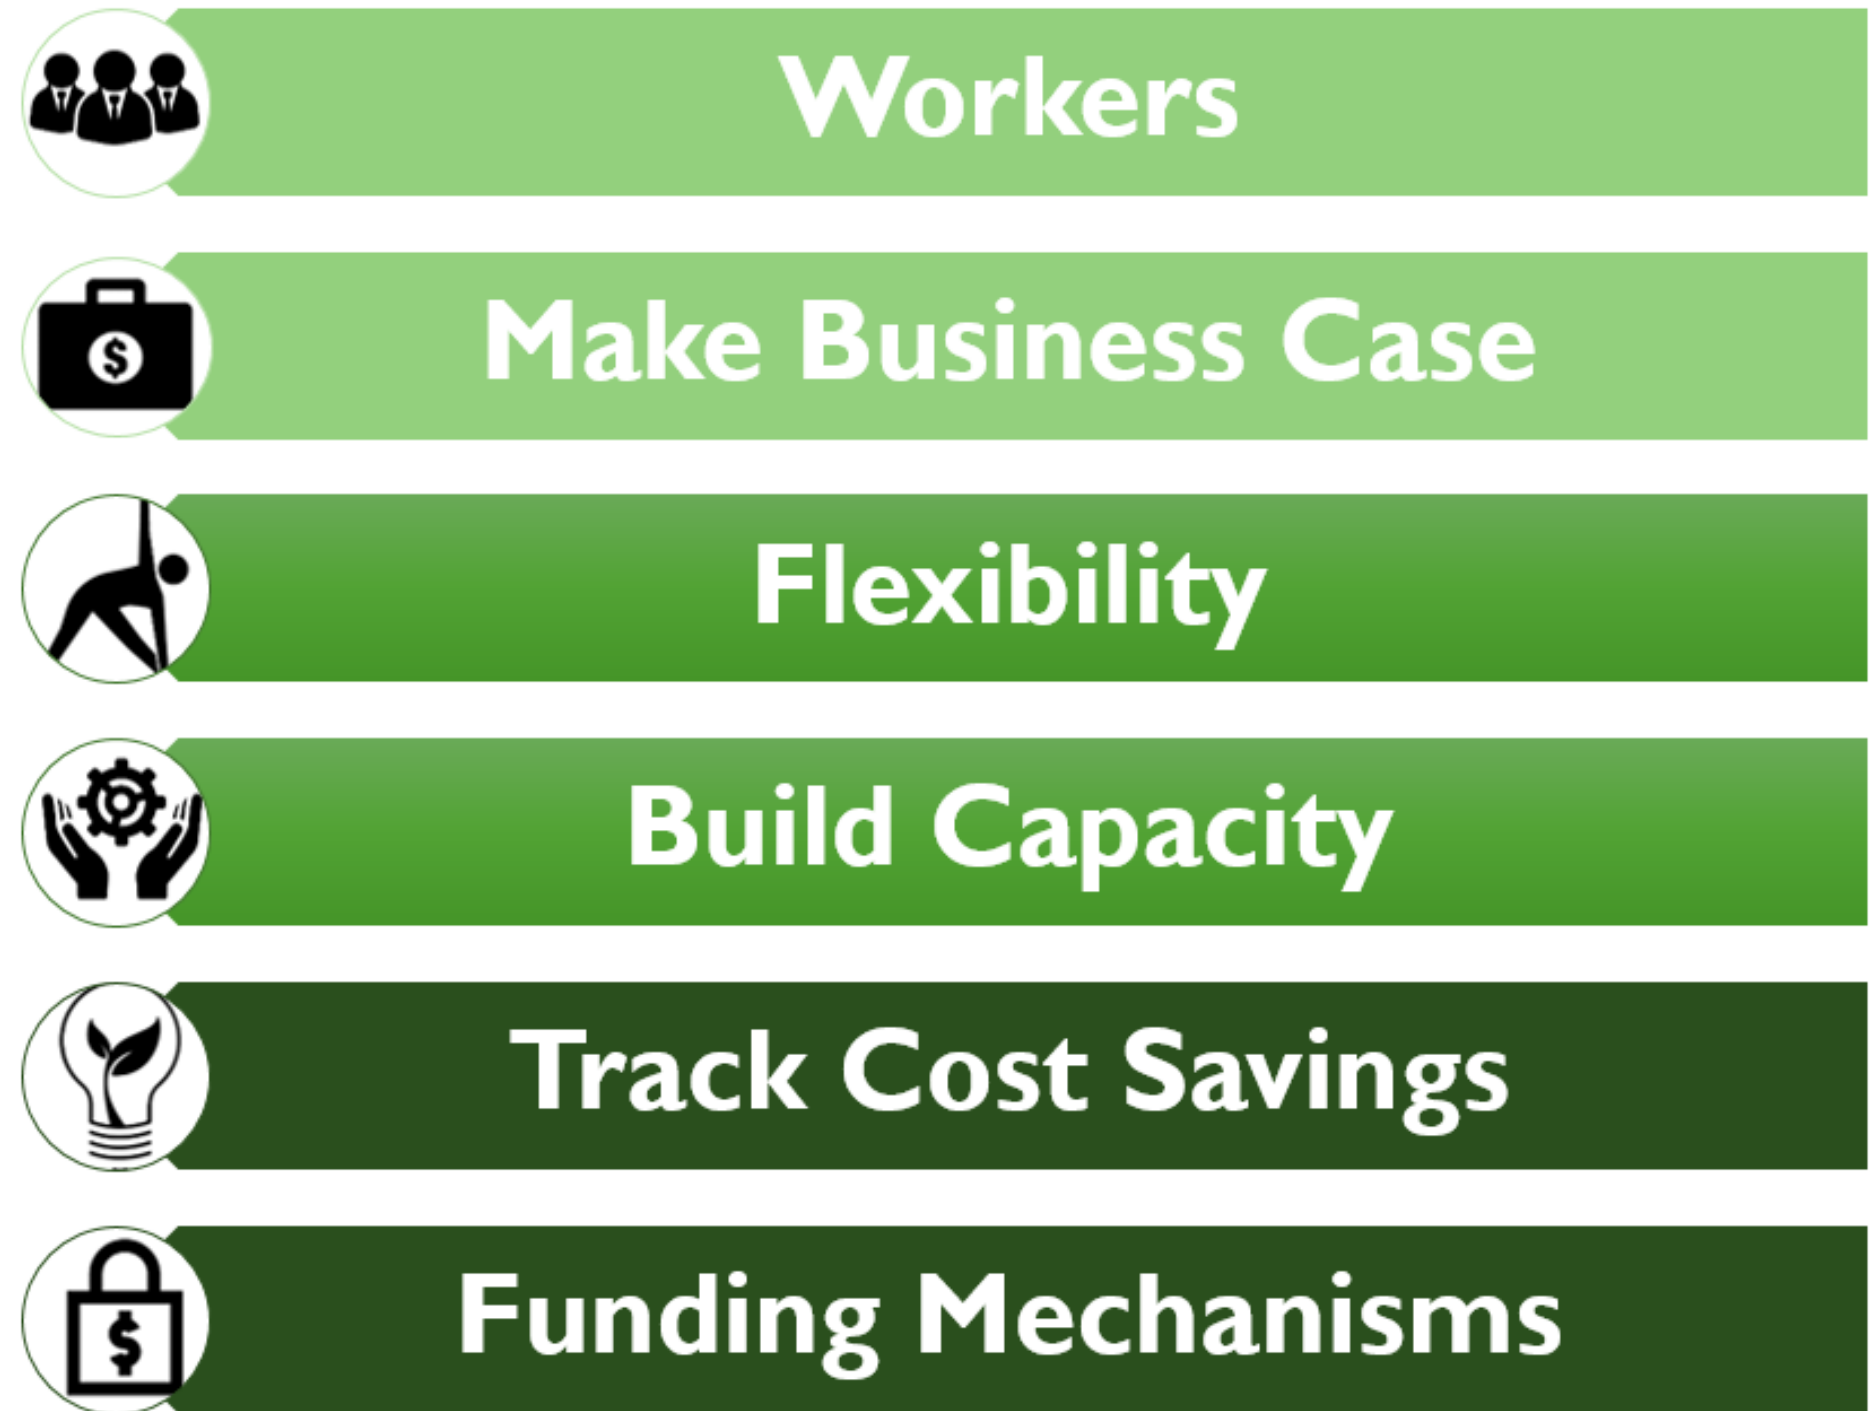 Workers
$
Make Business Case
Flexibility
Build Capacity
Track Cost Savings
$
Funding Mechanisms